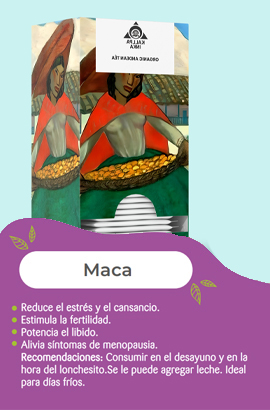 KALLPA
INKA
ORGANIC ANDEAN TEA
Maca
Reduce el estrés y el cansancio.
Estimula la fertilidad.
Potencia el libido.
Alivia síntomas de menopausia.
Recomendaciones: Consumir en el desayuno y en la
hora del lonchesito.Se le puede agregar leche. Ideal
para días fríos.